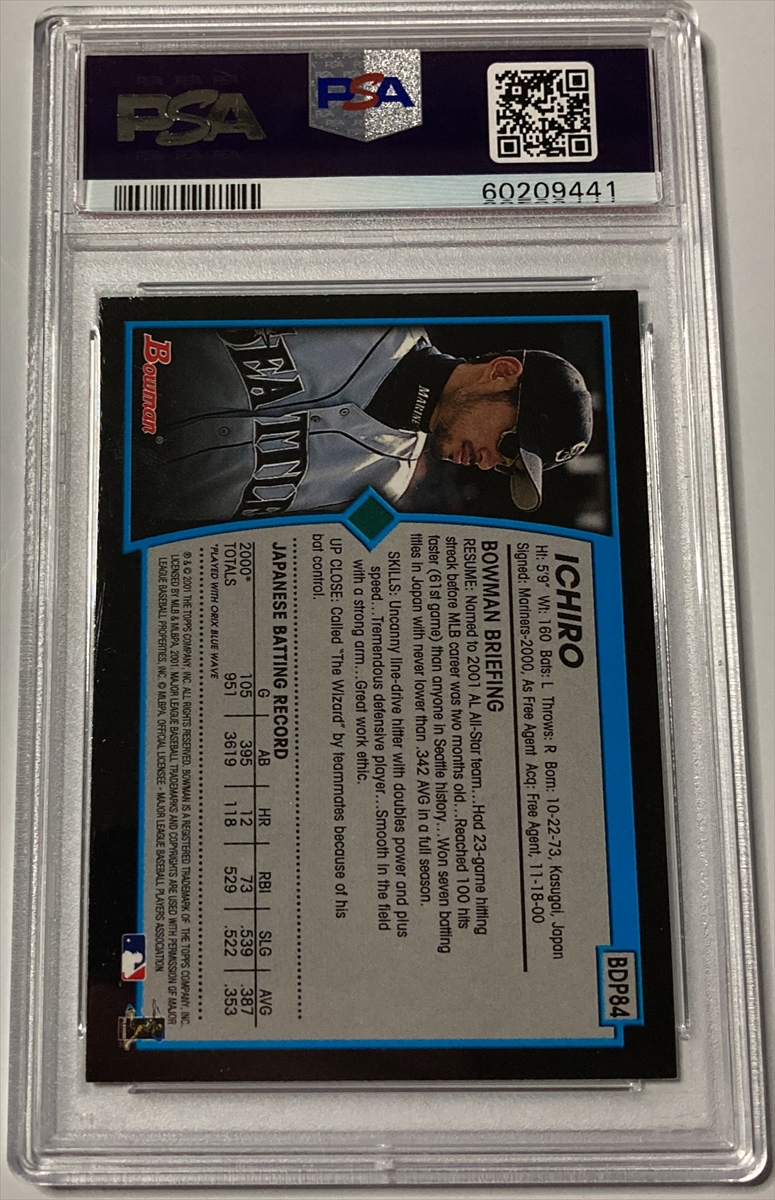 PSA
PSA
60209441
BDP84
ICHIRO
Ht: 5'9" Wt: 160 Bats: L Throws: R Born: 10-22-73, Kasugai, Japan
Signed: Mariners-2000, As Free Agent Acq: Free Agent, 11-18-00
BOWMAN BRIEFING
RESUME: Named to 2001 AL All-Star team...Had 23-game hitting
streak before MLB career was two months old...Reached 100 hits
faster (61st game) than anyone in Seattle history...Won seven batting
titles in Japan with never lower than .342 AVG in a full season.
SKILLS: Uncanny line-drive hitter with doubles power and plus
speed...Tremendous defensive player...Smooth in the field
with a strong arm...Great work ethic.
UP CLOSE: Called "The Wizard" by teammates because of his
bat control.
JAPANESE BATTING RECORD
G AB HR RBI SLG AVG
2000* 105 395 12 73 .539 .387
TOTALS 951 3619 118 529 .522 .353
*PLAYED WITH ORIX BLUE WAVE
® & © 2001 THE TOPPS COMPANY, INC. ALL RIGHTS RESERVED. BOWMAN IS A REGISTERED TRADEMARK OF THE TOPPS COMPANY, INC.
LICENSED BY MLB & MLBPA, 2001. MAJOR LEAGUE BASEBALL TRADEMARKS AND COPYRIGHTS ARE USED WITH PERMISSION OF MAJOR
LEAGUE BASEBALL PROPERTIES, INC. © MLBPA, OFFICIAL LICENSEE - MAJOR LEAGUE BASEBALL PLAYERS ASSOCIATION
MARINE
SEATTLE
Bowman®